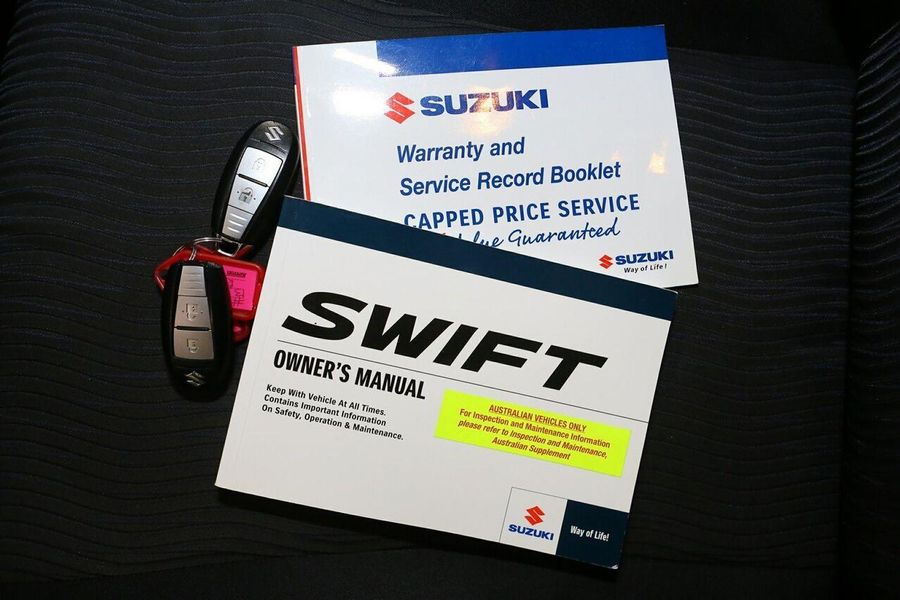 SUZUKI
Warranty and
Service Record Booklet
CAPPED PRICE SERVICE
Guaranteed
SUZUKI
Way of Life!
SWIFT
OWNER'S MANUAL
Keep With Vehicle At All Times.
Contains Important Information
On Safety, Operation & Maintenance.
AUSTRALIAN VEHICLES ONLY
For Inspection and Maintenance Information
please refer to Inspection and Maintenance,
Australian Supplement
SUZUKI
Way of Life!